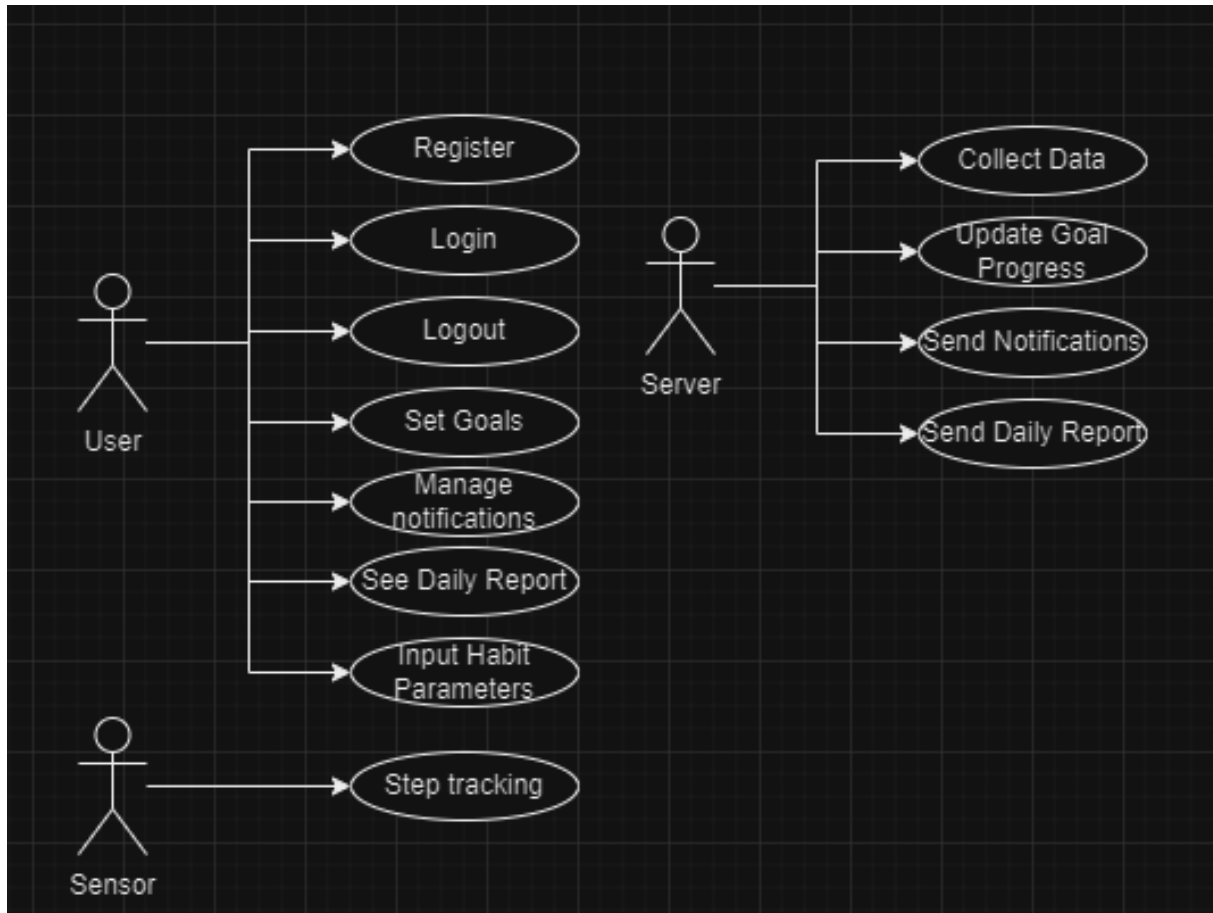 Register
Login
Logout
Set Goals
Manage
notifications
See Daily Report
Input Habit
Parameters
User
Step tracking
Sensor
Collect Data
Update Goal
Progress
Send Notifications
Send Daily Report
Server